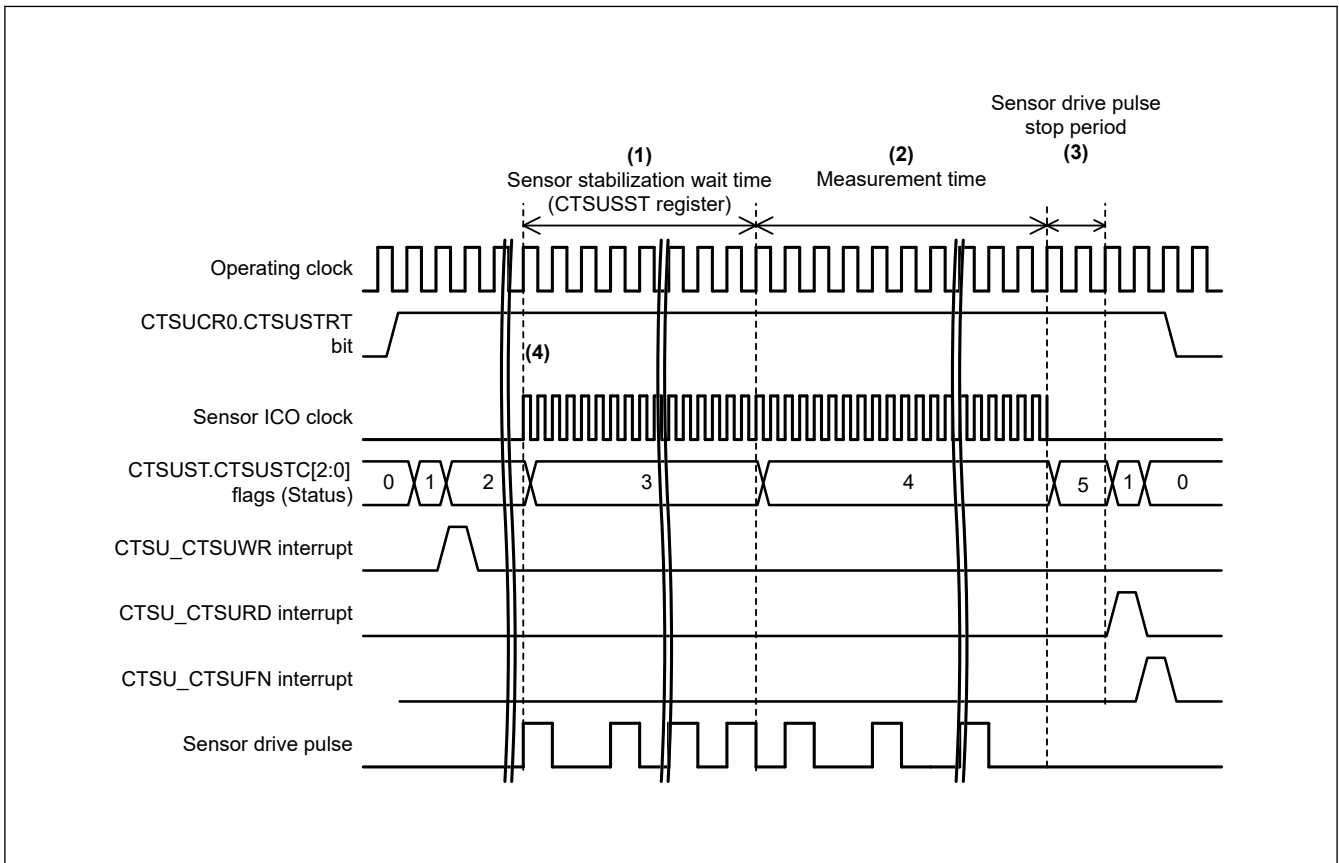 Sensor drive pulse
stop period
(3)
(1)
Sensor stabilization wait time
(CTSUSST register)
(2)
Measurement time
Operating clock
CTSUCR0.CTSUSTRT
bit
(4)
Sensor ICO clock
CTSUST.CTSUSTC[2:0]
flags (Status)
0 1 2 3 4 5 1 0
CTSU_CTSUWR interrupt
CTSU_CTSURD interrupt
CTSU_CTSUFN interrupt
Sensor drive pulse